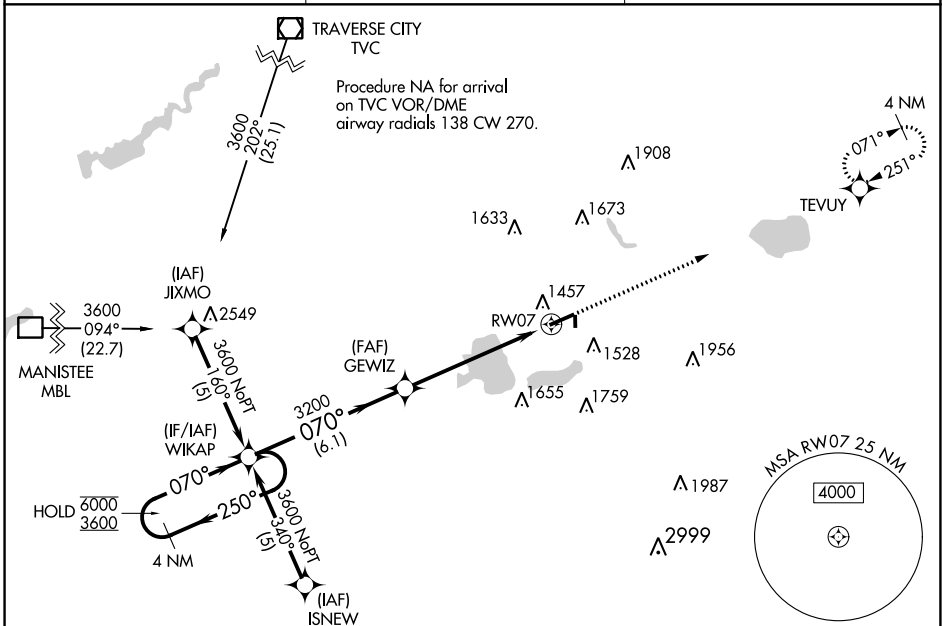 TRAVERSE CITY
TVC
Procedure NA for arrival
on TVC VOR/DME
airway radials 138 CW 270.
3600
202°
(25.1)
4 NM
071°
251°
TEVUY
1908
1633
1673
(IAF)
JIXMO
2549
3600
094°
(22.7)
MANISTEE
MBL
1457
RW07
1528
1956
(FAF)
GEWIZ
3600 NoPT
160°
(5)
1655
1759
3200
070°
(6.1)
(IF/IAF)
WIKAP
070°
250°
HOLD 6000
3600
4 NM
3600 NoPT
340°
(5)
(IAF)
ISNEW
1987
2999
MSA RW07 25 NM
4000